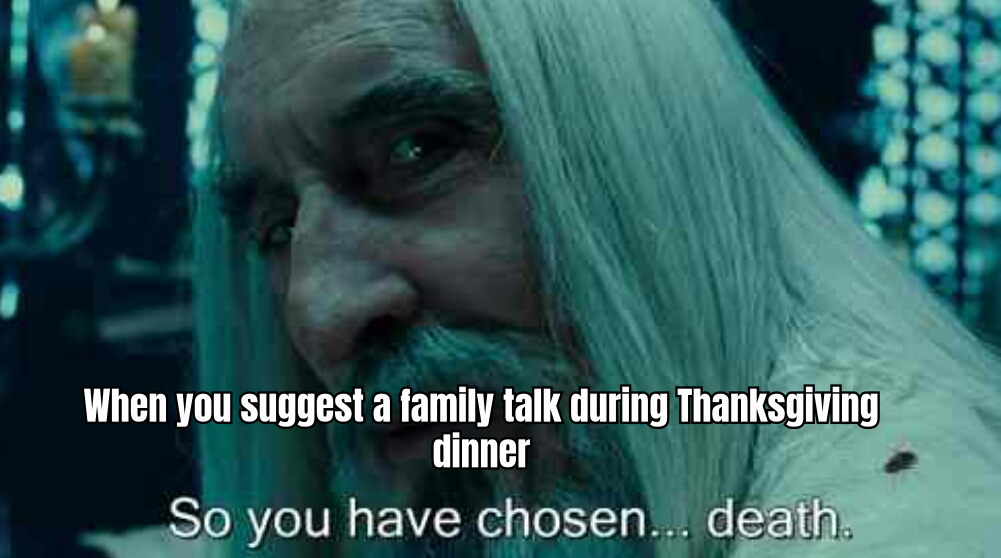 When you suggest a family talk during Thanksgiving
dinner
So you have chosen... death.